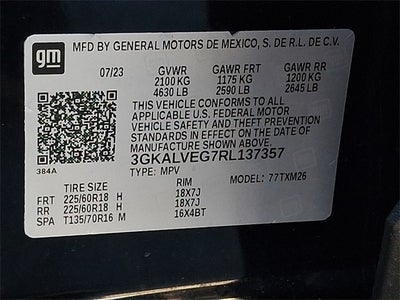 gm
MFD BY GENERAL MOTORS DE MEXICO, S. DE R.L. DE C.V.
07/23 GVWR GAWR FRT GAWR RR
2100 KG 1175 KG 1200 KG
4630 LB 2590 LB 2645 LB
THIS VEHICLE CONFORMS TO ALL
APPLICABLE U.S. FEDERAL MOTOR
VEHICLE SAFETY AND THEFT PREVENTION
STANDARDS IN EFFECT ON THE DATE OF
MANUFACTURE SHOWN ABOVE.
384A
3GKALVEG7RL137357
TYPE: MPV MODEL: 77TXM26
TIRE SIZE SPEED RTG RIM
FRT 225/60R18 H 18X7J
RR 225/60R18 H 18X7J
SPA T135/70R16 M 16X4BT